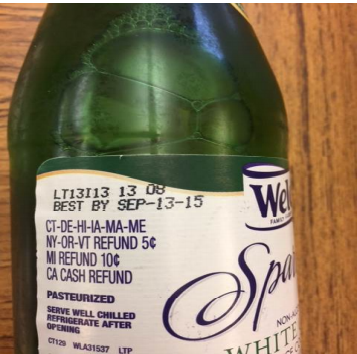 LT13I13 13 08
BEST BY SEP-13-15
CT-DE-HI-IA-MA-ME
NY-OR-VT REFUND 5¢
MI REFUND 10¢
CA CASH REFUND
PASTEURIZED
SERVE WELL CHILLED
REFRIGERATE AFTER
OPENING
CT129 WLA31537 LTP
Wel
FAMILY
Spa
NON-
WHITE